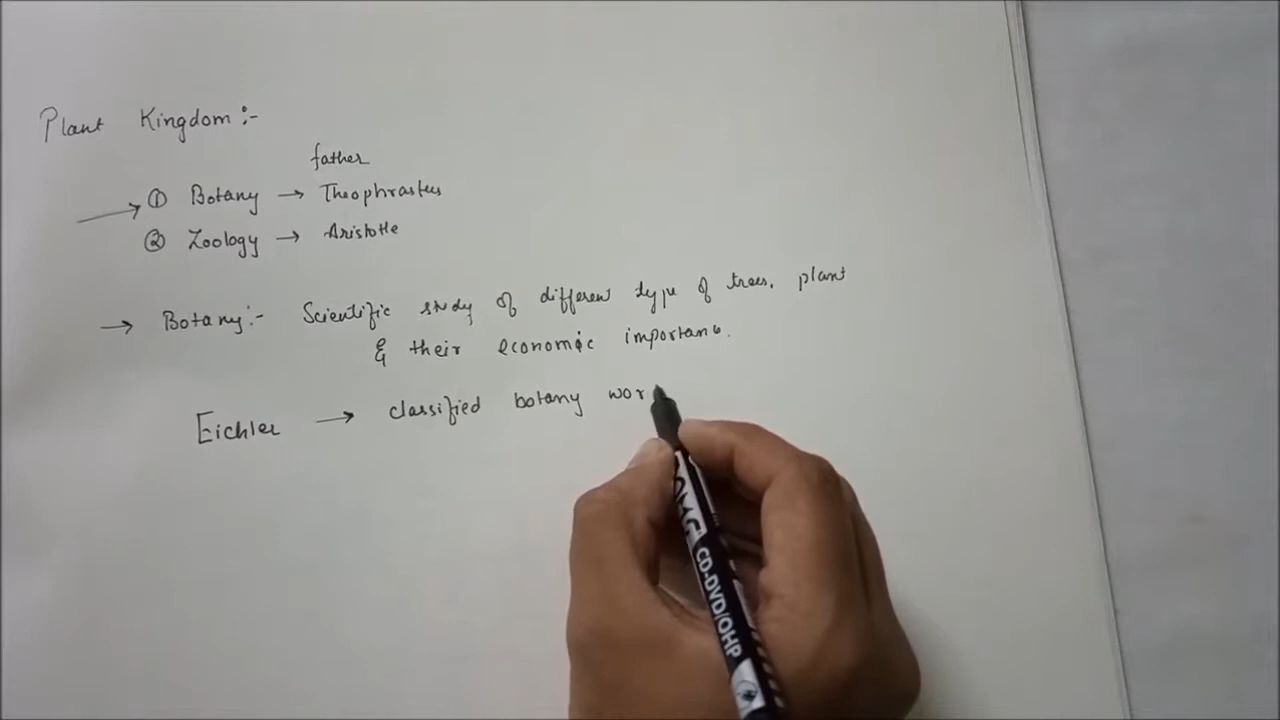 Plant Kingdom :-
father
① Botany → Theophrastus
② Zoology → Aristotle
→ Botany :- Scientific study of different type of trees, plant
& their economic importance.
Eichler → classified botany wor
OMG CD-DVD/OHP